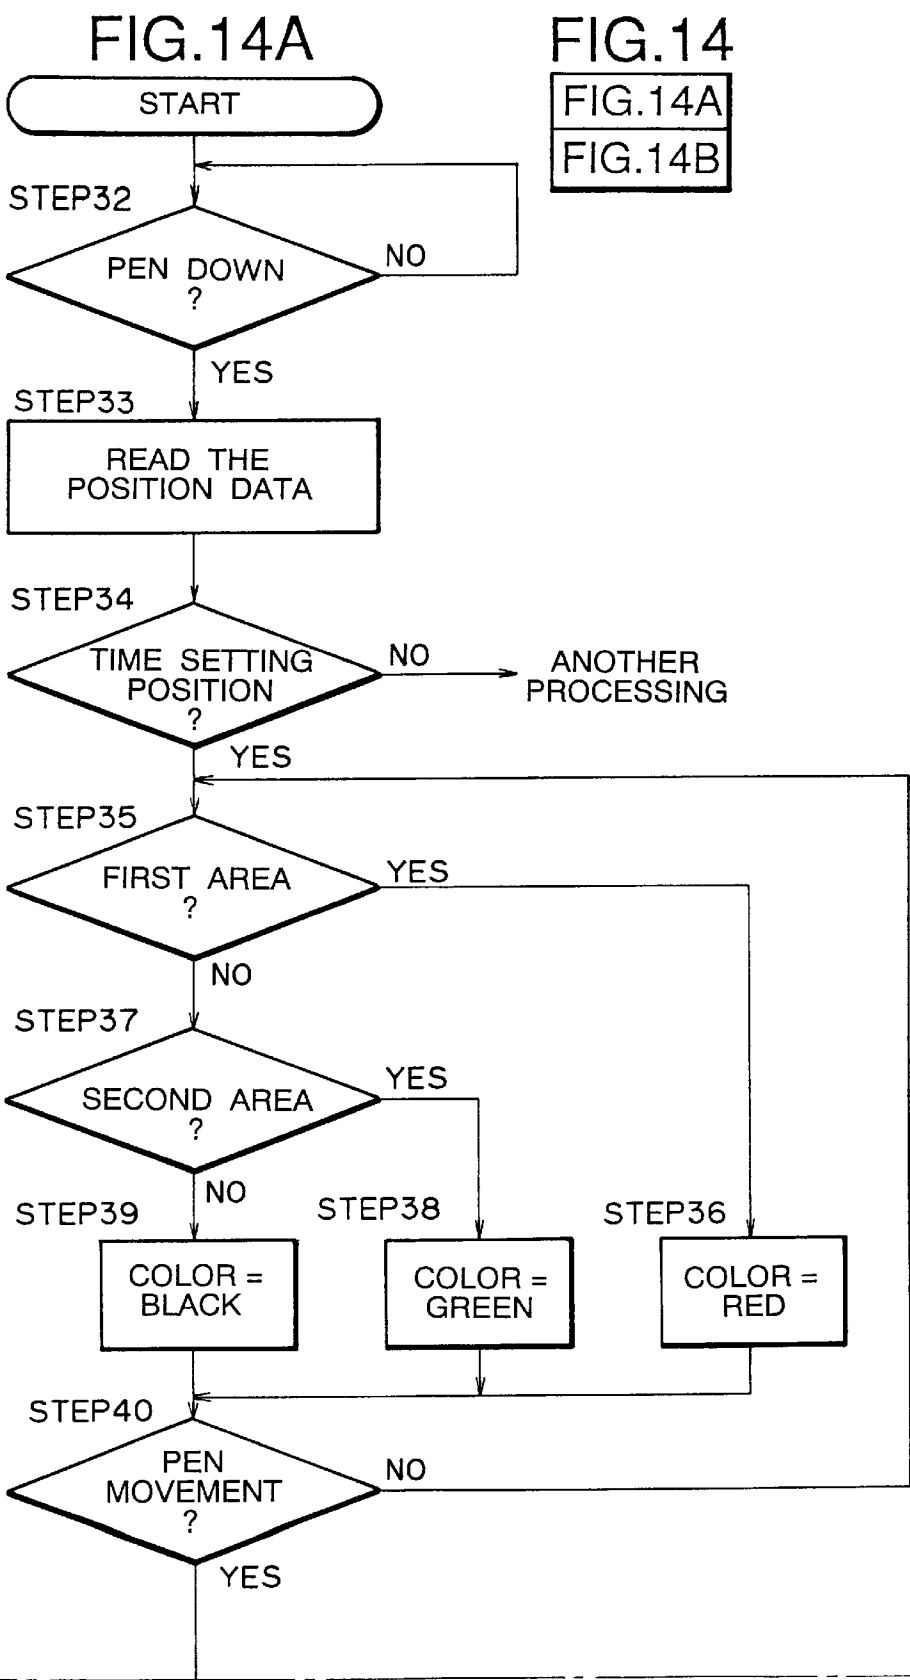 FIG.14A
FIG.14
FIG.14A
FIG.14B
START
STEP32
PEN DOWN
?
NO
YES
STEP33
READ THE
POSITION DATA
STEP34
TIME SETTING
POSITION
?
NO
ANOTHER
PROCESSING
YES
STEP35
FIRST AREA
?
YES
NO
STEP37
SECOND AREA
?
YES
NO
STEP39
COLOR =
BLACK
STEP38
COLOR =
GREEN
STEP36
COLOR =
RED
STEP40
PEN
MOVEMENT
?
NO
YES